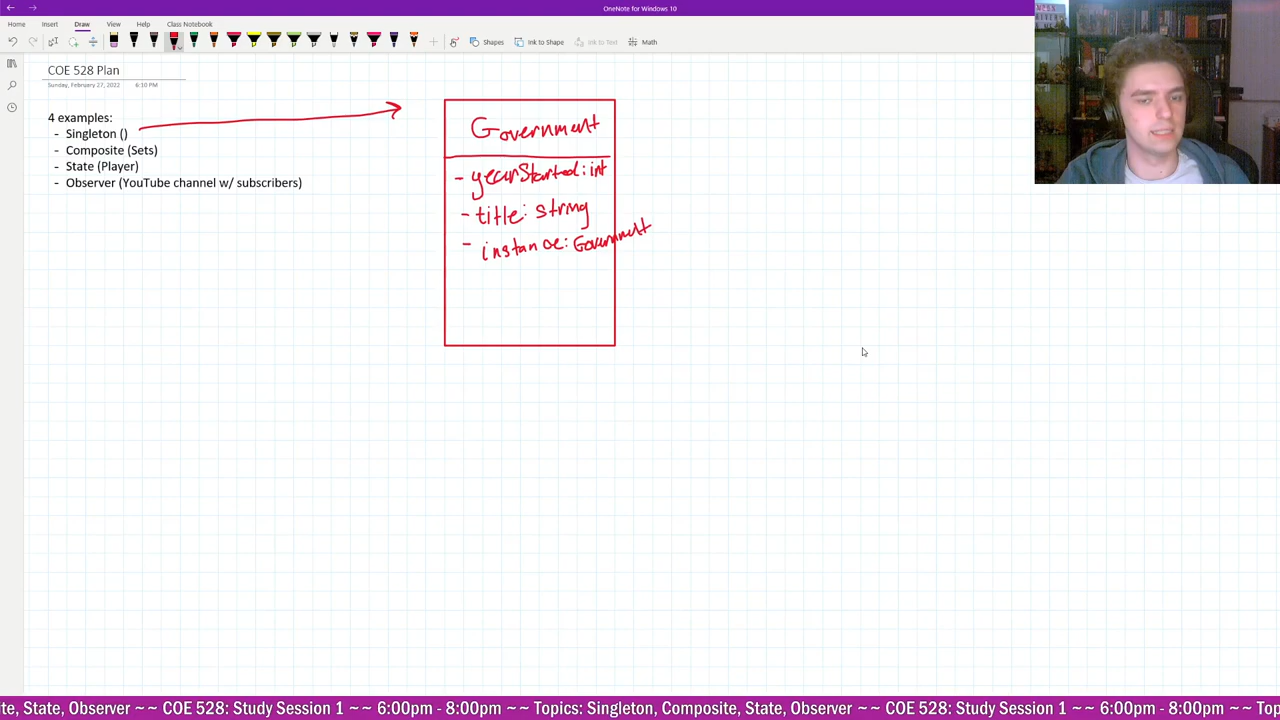 OneNote for Windows 10
Home Insert Draw View Help Class Notebook
Shapes Ink to Shape Ink to Text Math
COE 528 Plan
Sunday, February 27, 2022 6:10 PM
4 examples:
- Singleton ()
- Composite (Sets)
- State (Player)
- Observer (YouTube channel w/ subscribers)
Government
- yearStarted: int
- title: string
- instance: Government
ite, State, Observer ~~ COE 528: Study Session 1 ~~ 6:00pm - 8:00pm ~~ Topics: Singleton, Composite, State, Observer ~~ COE 528: Study Session 1 ~~ 6:00pm - 8:00pm ~~ Top